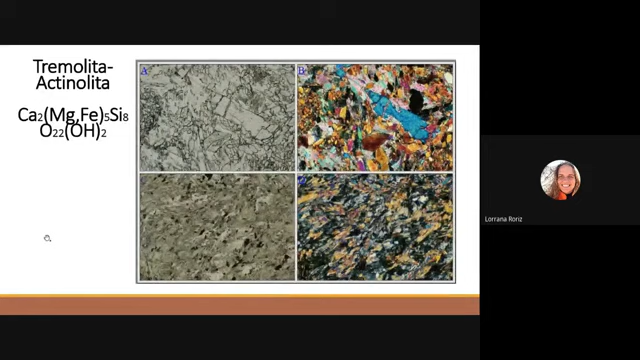 Tremolita-
Actinolita
Ca2(Mg,Fe)5Si8
O22(OH)2
A
B
Lorrana Roriz